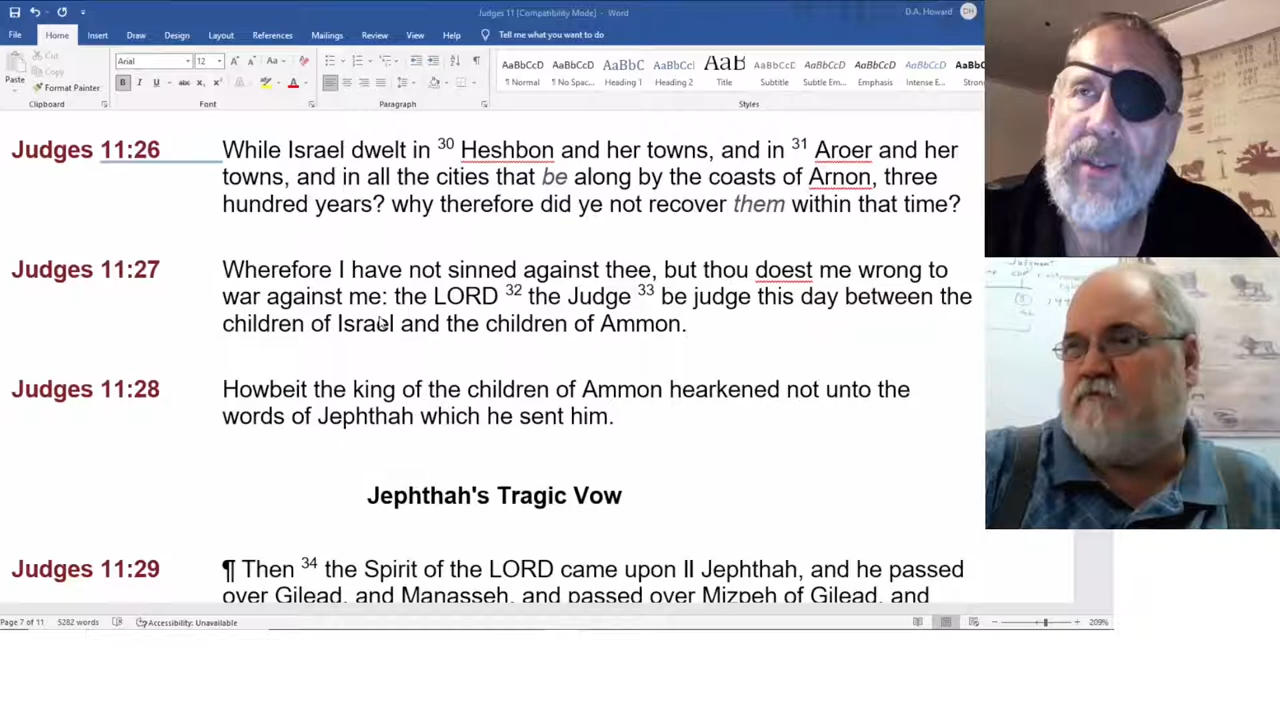 Judges 11 [Compatibility Mode] - Word
D.A. Howard
DH
File Home Insert Draw Design Layout References Mailings Review View Help Tell me what you want to do
Cut
Copy
Paste
Format Painter
Arial 12
AaBbCcD AaBbCcD AaBbC AaBbCcI AaB AaBbCcD AaBbCcD AaBbCcD AaBbCcD AaBbC
¶ Normal ¶ No Spac... Heading 1 Heading 2 Title Subtitle Subtle Em... Emphasis Intense E... Stron
Clipboard Font Paragraph Styles
Judges 11:26 While Israel dwelt in 30 Heshbon and her towns, and in 31 Aroer and her
towns, and in all the cities that be along by the coasts of Arnon, three
hundred years? why therefore did ye not recover them within that time?
Judges 11:27 Wherefore I have not sinned against thee, but thou doest me wrong to
war against me: the LORD 32 the Judge 33 be judge this day between the
children of Israel and the children of Ammon.
Judges 11:28 Howbeit the king of the children of Ammon hearkened not unto the
words of Jephthah which he sent him.
Jephthah's Tragic Vow
Judges 11:29 ¶ Then 34 the Spirit of the LORD came upon II Jephthah, and he passed
over Gilead, and Manasseh, and passed over Mizpeh of Gilead, and
Page 7 of 11 5282 words Accessibility: Unavailable 209%